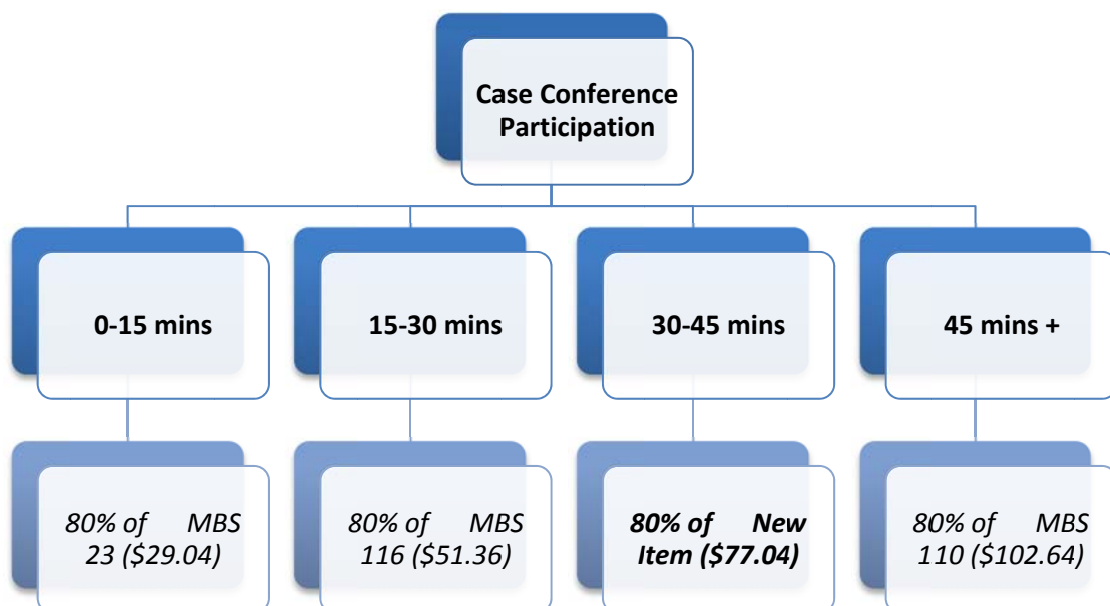 Case Conference
Participation
0-15 mins
15-30 mins
30-45 mins
45 mins +
80% of MBS
23 ($29.04)
80% of MBS
116 ($51.36)
80% of New
Item ($77.04)
80% of MBS
110 ($102.64)